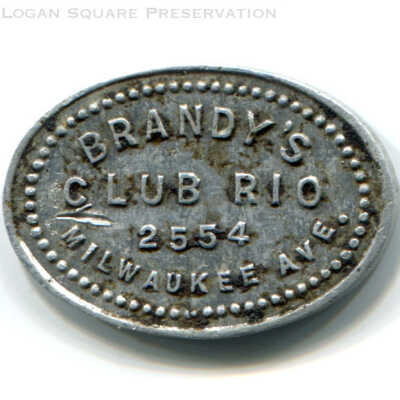 Logan Square Preservation
BRANDY'S
CLUB RIO
2554
MILWAUKEE AVE.